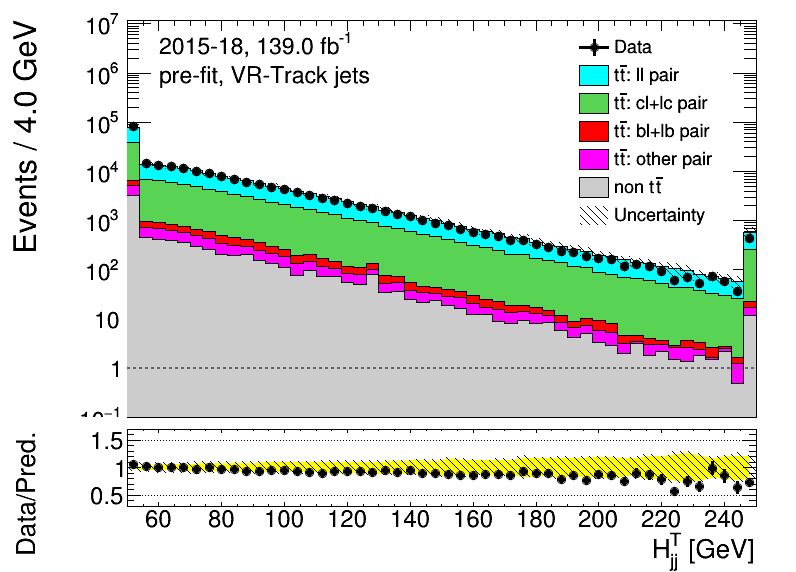 Events / 4.0 GeV
10⁷
10⁶
10⁵
10⁴
10³
10²
10
1
10⁻¹
2015-18, 139.0 fb⁻¹
pre-fit, VR-Track jets
Data
tt̄: ll pair
tt̄: cl+lc pair
tt̄: bl+lb pair
tt̄: other pair
non tt̄
Uncertainty
Data/Pred.
1.5
1
0.5
60 80 100 120 140 160 180 200 220 240
H^T_jj [GeV]